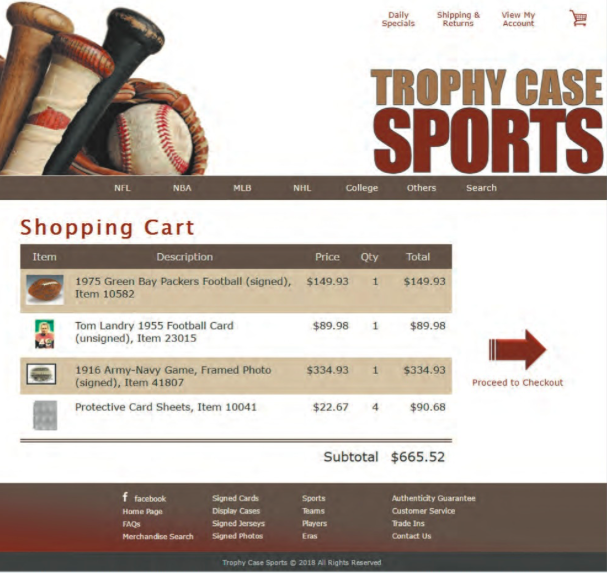 Daily Specials
Shipping & Returns
View My Account
TROPHY CASE
SPORTS
NFL NBA MLB NHL College Others Search
Shopping Cart
Item Description Price Qty Total
1975 Green Bay Packers Football (signed), $149.93 1 $149.93
Item 10582
Tom Landry 1955 Football Card $89.98 1 $89.98
(unsigned), Item 23015
1916 Army-Navy Game, Framed Photo $334.93 1 $334.93
(signed), Item 41807
Protective Card Sheets, Item 10041 $22.67 4 $90.68
Proceed to Checkout
Subtotal $665.52
f facebook Signed Cards Sports Authenticity Guarantee
Home Page Display Cases Teams Customer Service
FAQs Signed Jerseys Players Trade Ins
Merchandise Search Signed Photos Eras Contact Us
Trophy Case Sports © 2018 All Rights Reserved